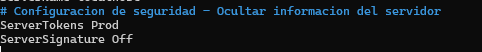 # Configuracion de seguridad - Ocultar informacion del servidor
ServerTokens Prod
ServerSignature Off